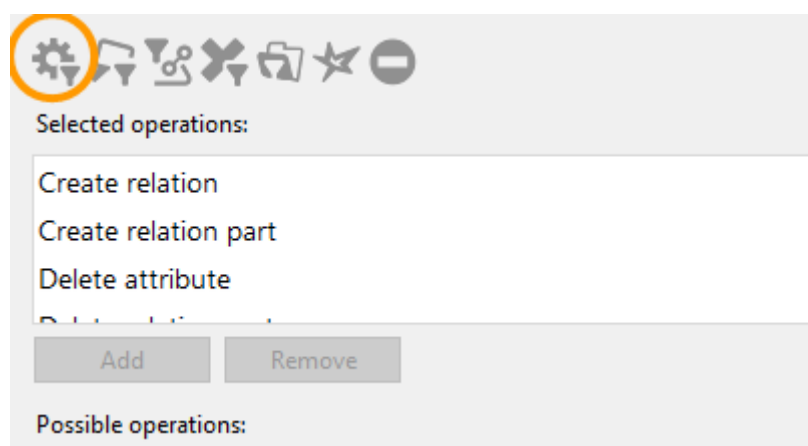 Selected operations:
Create relation
Create relation part
Delete attribute
Add Remove
Possible operations: